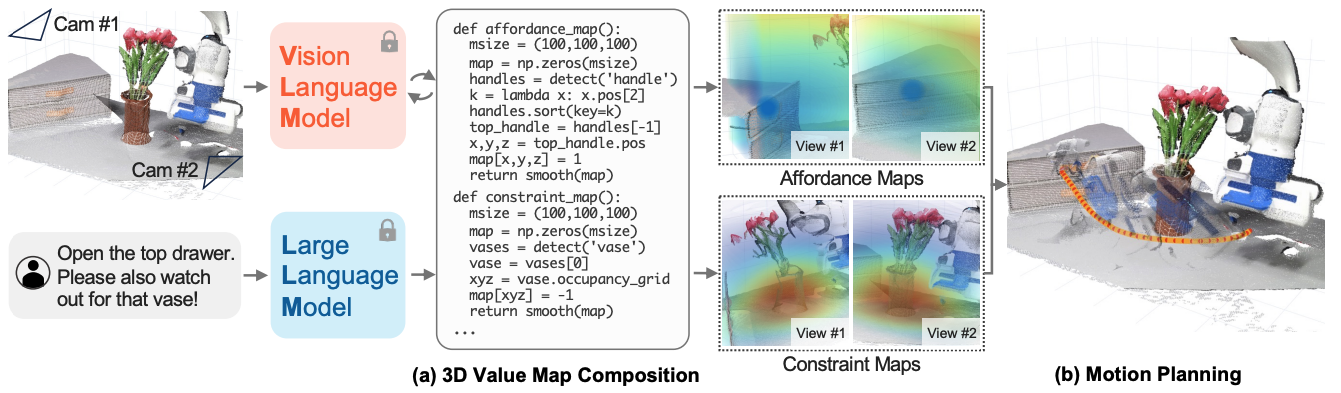 Cam #1
Cam #2
Open the top drawer.
Please also watch
out for that vase!
Vision
Language
Model
Large
Language
Model
def affordance_map():
  msize = (100,100,100)
  map = np.zeros(msize)
  handles = detect('handle')
  k = lambda x: x.pos[2]
  handles.sort(key=k)
  top_handle = handles[-1]
  x,y,z = top_handle.pos
  map[x,y,z] = 1
  return smooth(map)
def constraint_map():
  msize = (100,100,100)
  map = np.zeros(msize)
  vases = detect('vase')
  vase = vases[0]
  xyz = vase.occupancy_grid
  map[xyz] = -1
  return smooth(map)
...
View #1
View #2
Affordance Maps
View #1
View #2
Constraint Maps
(a) 3D Value Map Composition
(b) Motion Planning